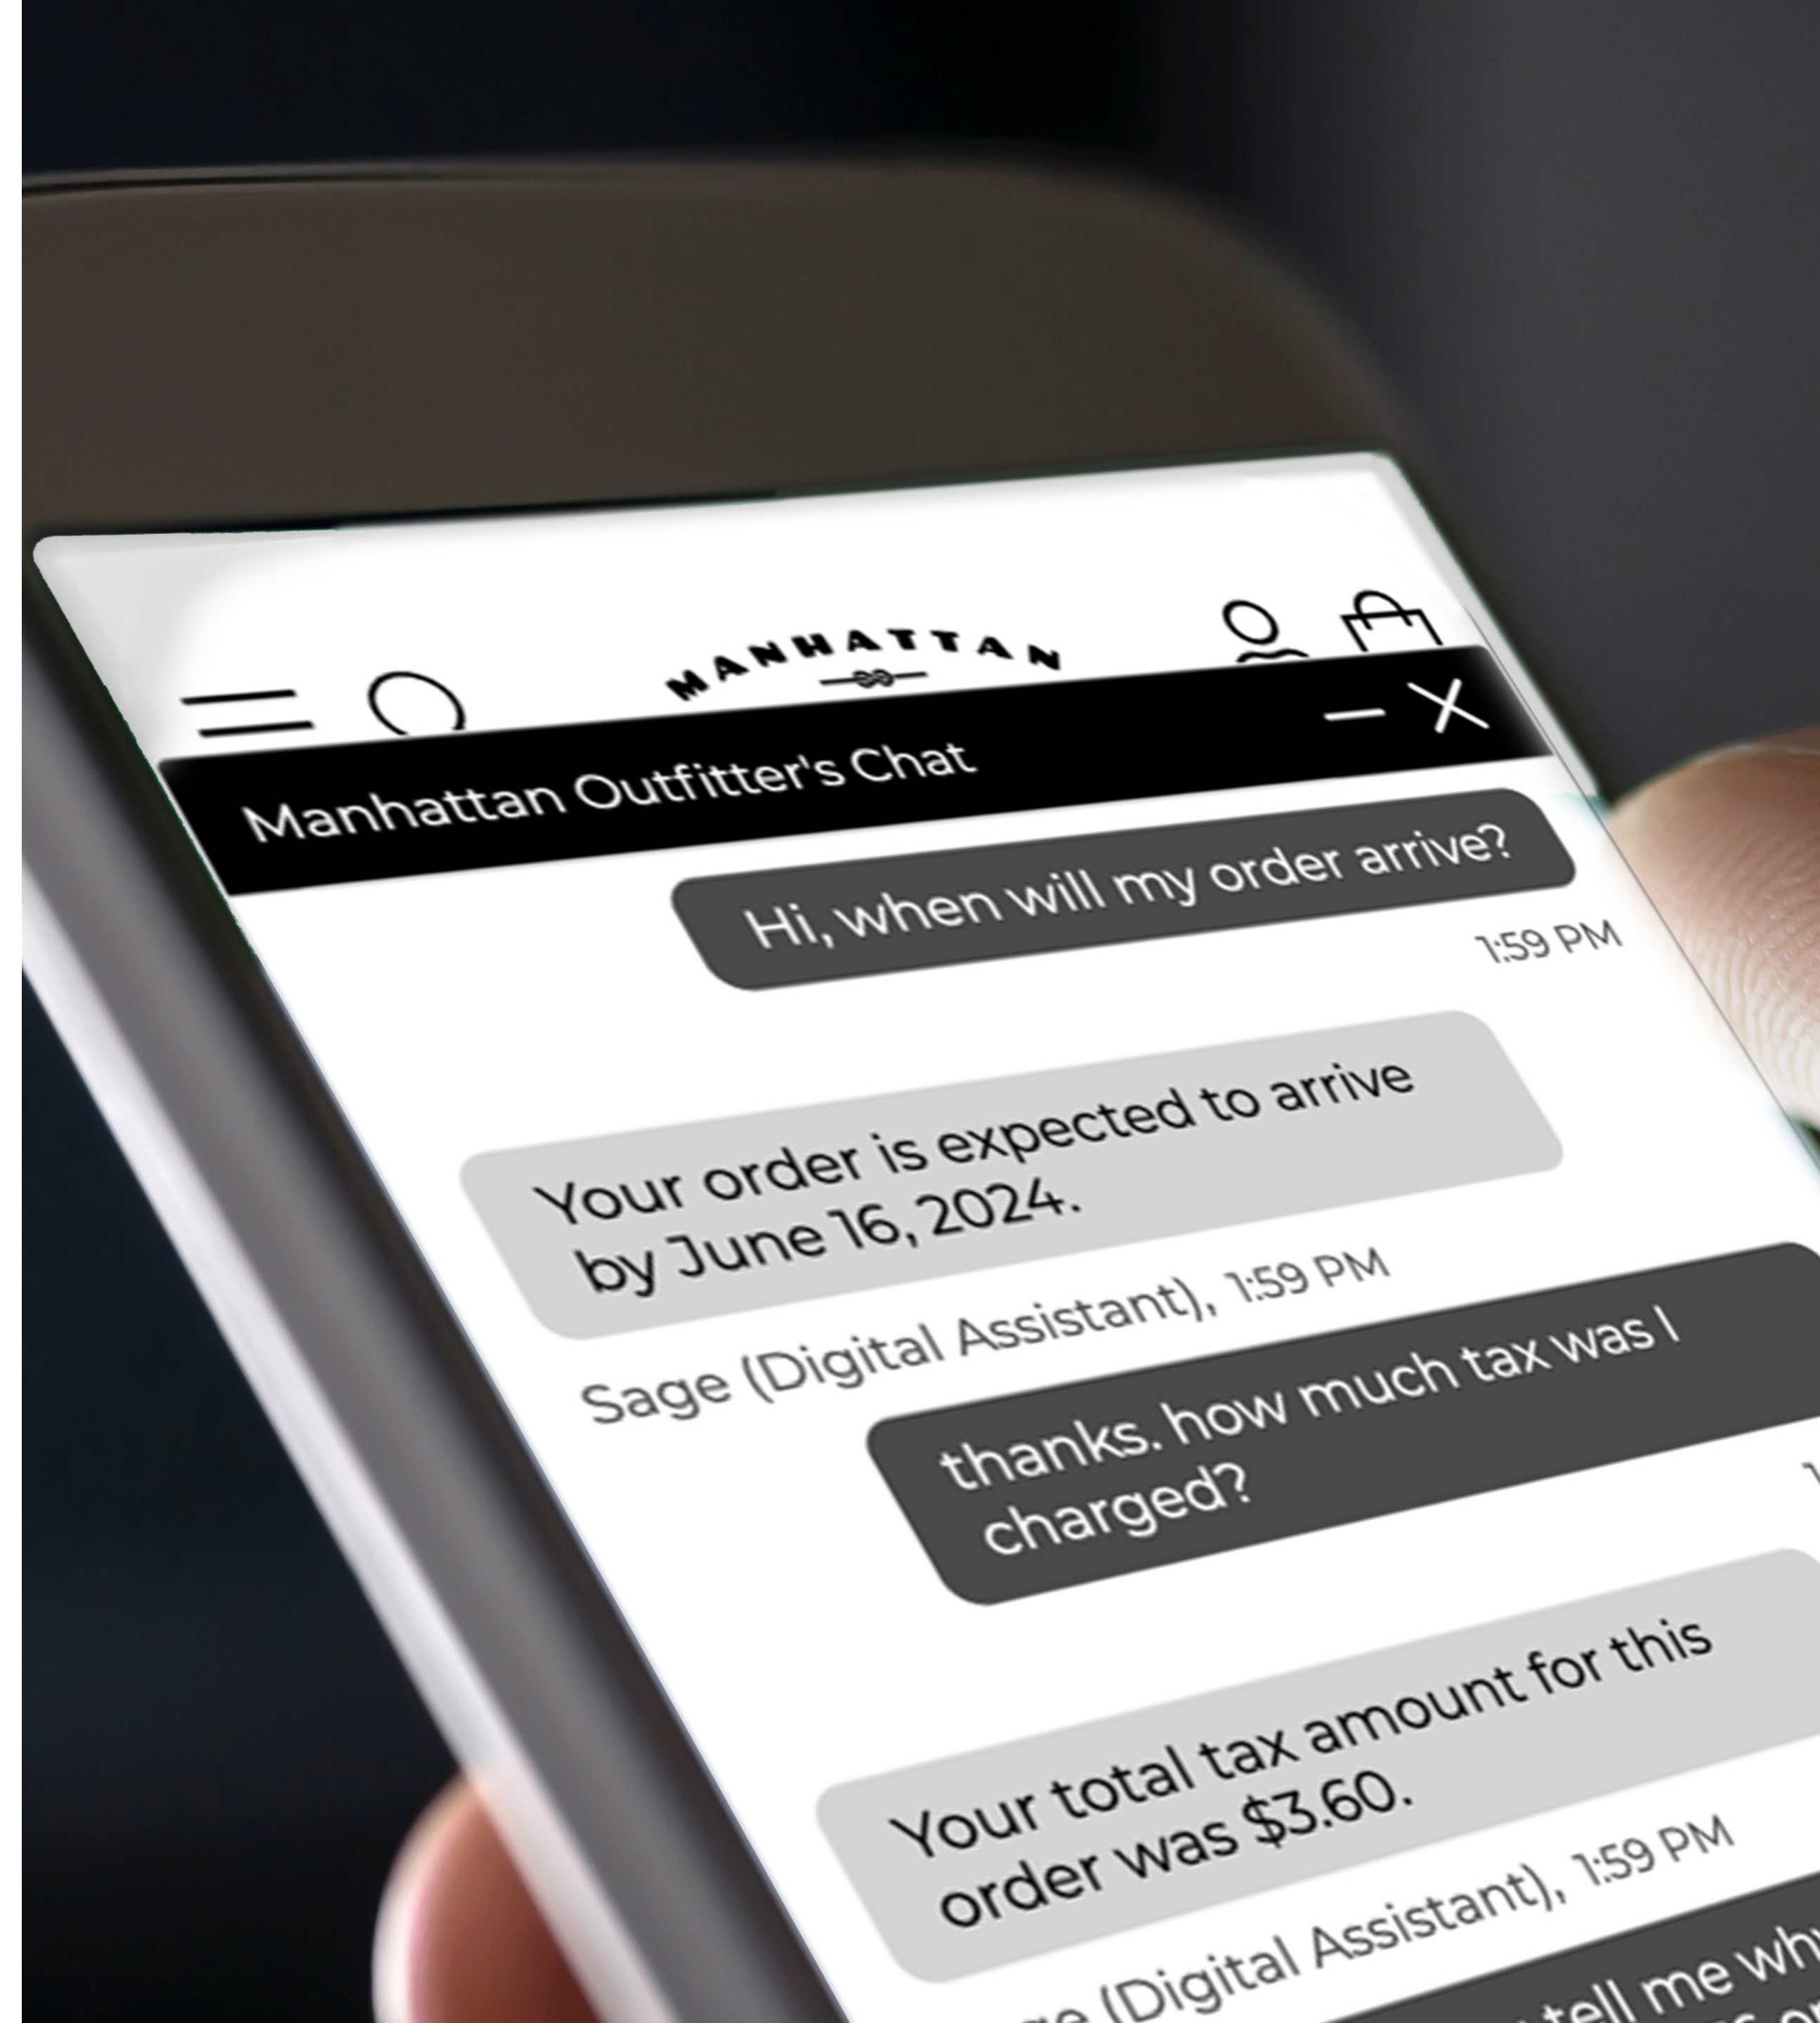 MANHATTAN
Manhattan Outfitter's Chat
Hi, when will my order arrive?
1:59 PM
Your order is expected to arrive
by June 16, 2024.
Sage (Digital Assistant), 1:59 PM
thanks. how much tax was I
charged?
Your total tax amount for this
order was $3.60.
(Digital Assistant), 1:59 PM
tell me why